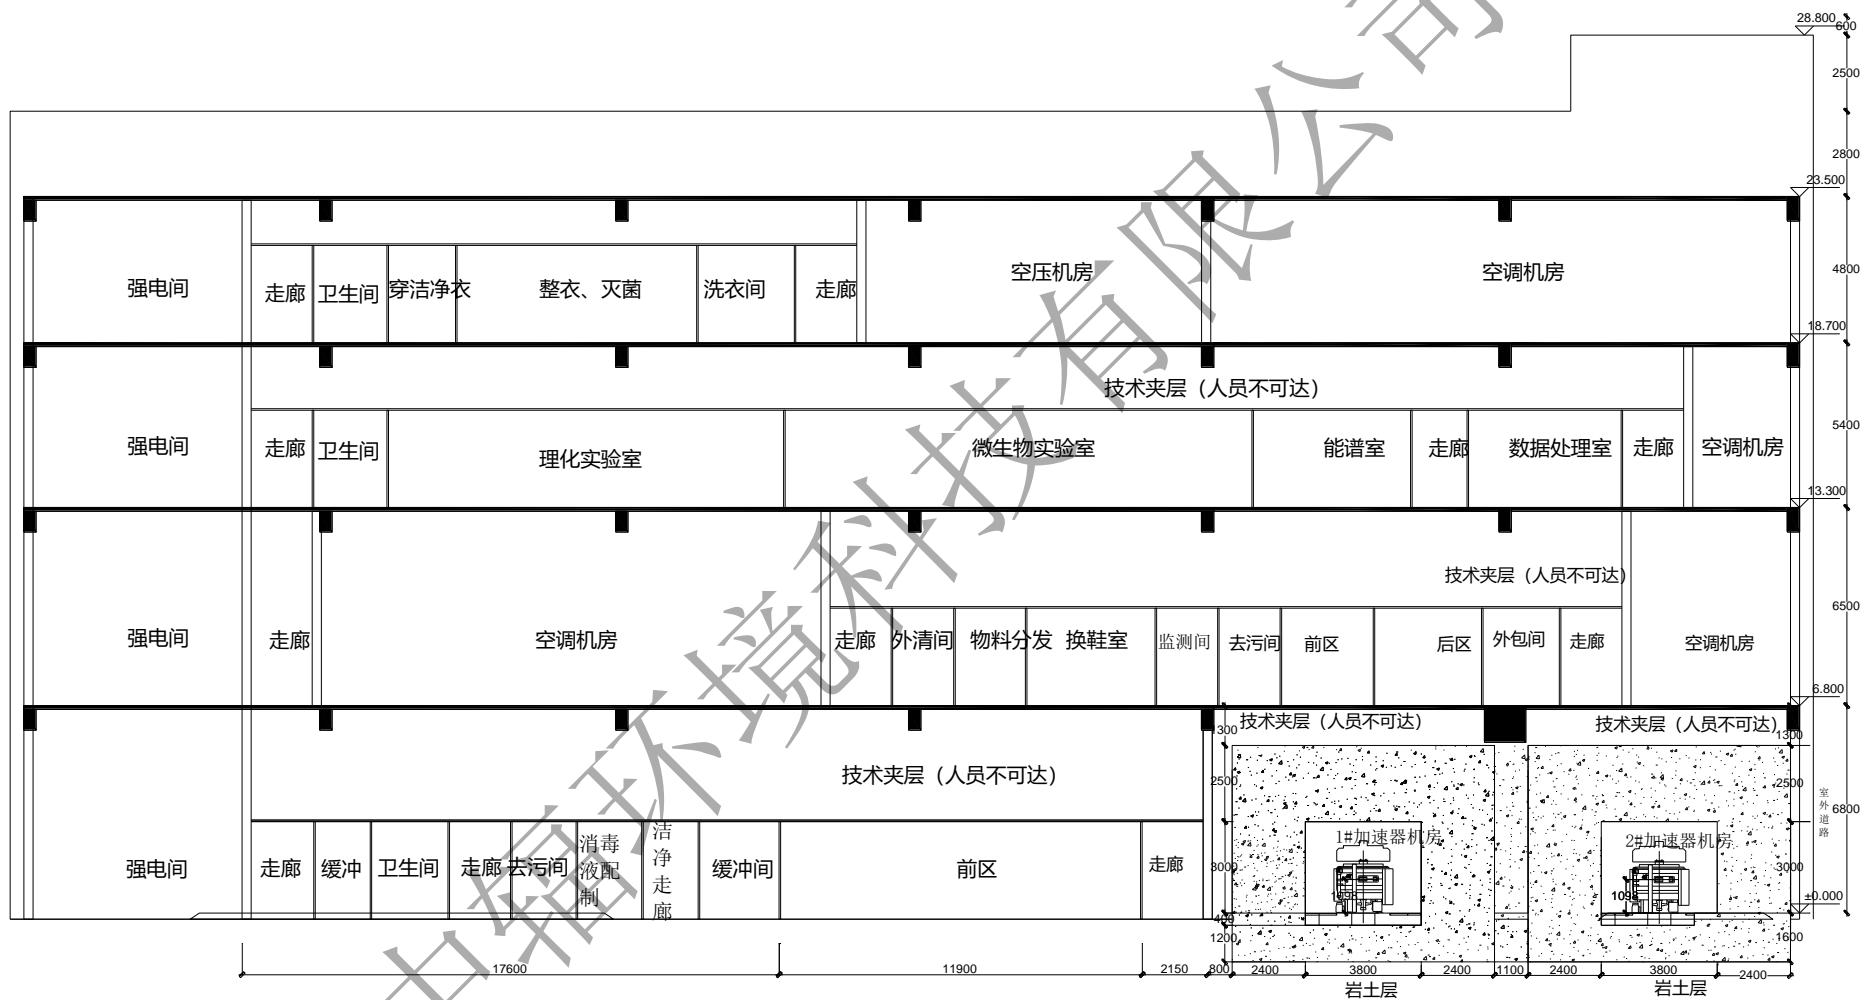 28.800
600
2500
2800
23.500
强电间
走廊
卫生间
穿洁净衣
整衣、灭菌
洗衣间
走廊
空压机房
空调机房
4800
18.700
技术夹层（人员不可达）
强电间
走廊
卫生间
理化实验室
微生物实验室
能谱室
走廊
数据处理室
走廊
空调机房
5400
13.300
技术夹层（人员不可达）
强电间
走廊
空调机房
走廊
外清间
物料分发
换鞋室
监测间
去污间
前区
后区
外包间
走廊
空调机房
6500
6.800
技术夹层（人员不可达）
技术夹层（人员不可达）
1300
1300
技术夹层（人员不可达）
2500
2500
室外道路
6800
强电间
走廊
缓冲
卫生间
走廊
去污间
消毒
液配
制
洁净走廊
缓冲间
前区
走廊
1#加速器机房
2#加速器机房
3000
3000
1098
1098
±0.000
400
1200
1600
17600
11900
2150
800
2400
3800
2400
1100
2400
3800
2400
岩土层
岩土层
中辐环境科技有限公司